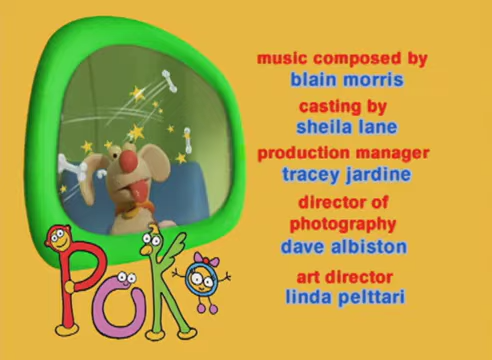 music composed by
blain morris
casting by
sheila lane
production manager
tracey jardine
director of
photography
dave albiston
art director
linda pelttari
POKO